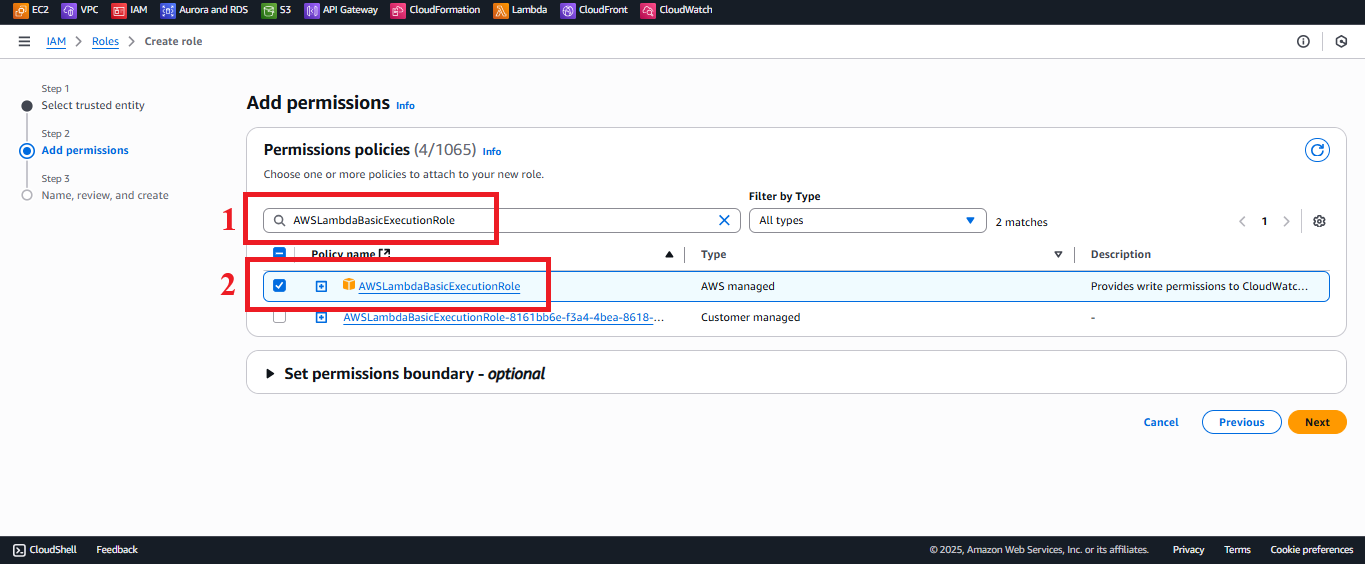 EC2 VPC IAM Aurora and RDS S3 API Gateway CloudFormation Lambda CloudFront CloudWatch
IAM > Roles > Create role
Step 1
Select trusted entity
Step 2
Add permissions
Step 3
Name, review, and create
Add permissions Info
Permissions policies (4/1065) Info
Choose one or more policies to attach to your new role.
Filter by Type
1 AWSLambdaBasicExecutionRole All types 2 matches 1
Policy name Type Description
2 AWSLambdaBasicExecutionRole AWS managed Provides write permissions to CloudWatc...
AWSLambdaBasicExecutionRole-8161bb6e-f3a4-4bea-8618-... Customer managed -
Set permissions boundary - optional
Cancel Previous Next
CloudShell Feedback © 2025, Amazon Web Services, Inc. or its affiliates. Privacy Terms Cookie preferences